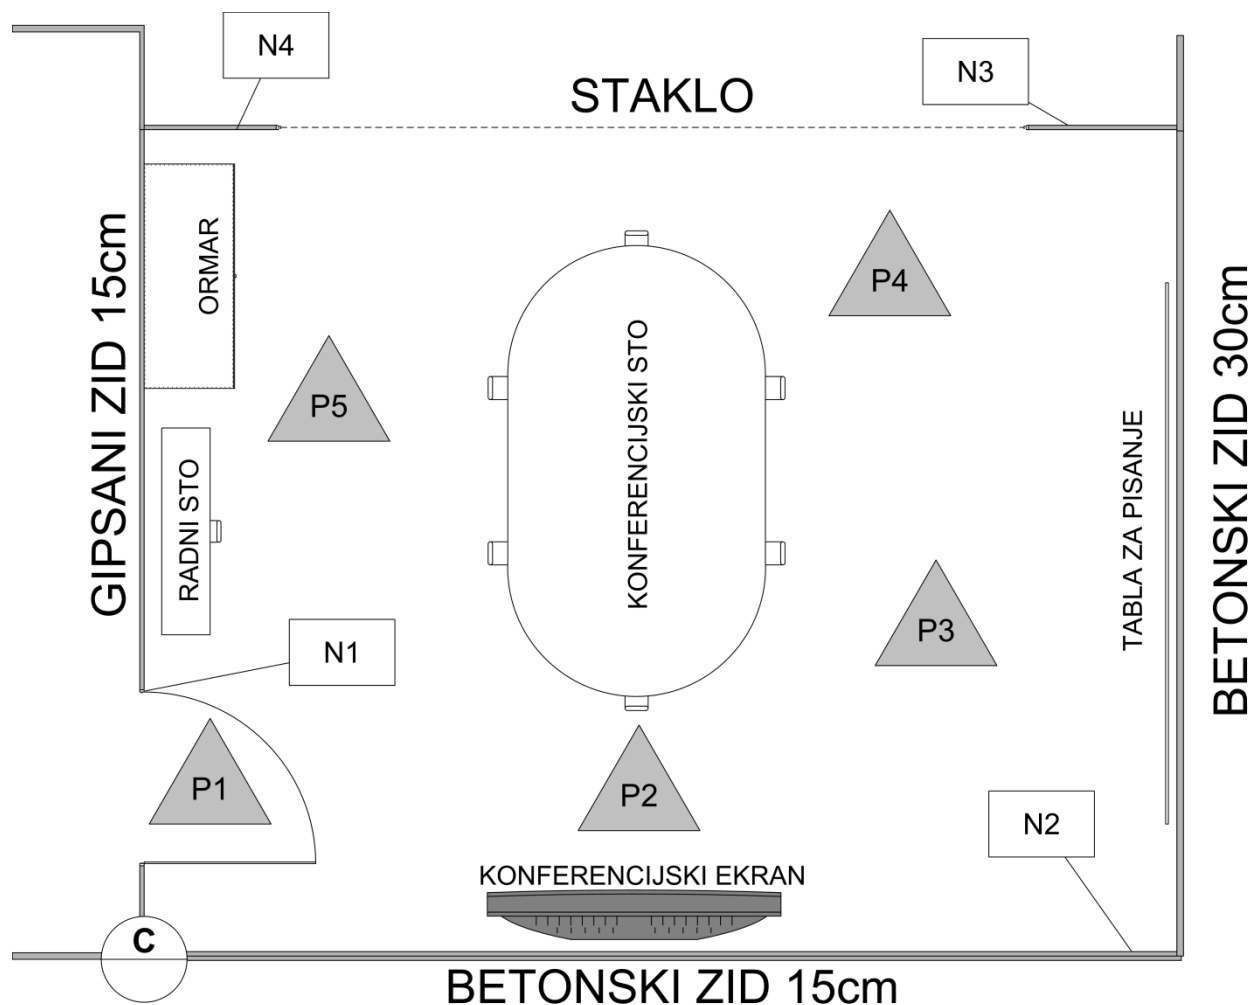 N4
N3
STAKLO
GIPSANI ZID 15cm
ORMAR
P4
P5
KONFERENCIJSKI STO
RADNI STO
TABLA ZA PISANJE
BETONSKI ZID 30cm
N1
P3
P1
P2
N2
KONFERENCIJSKI EKRAN
C
BETONSKI ZID 15cm